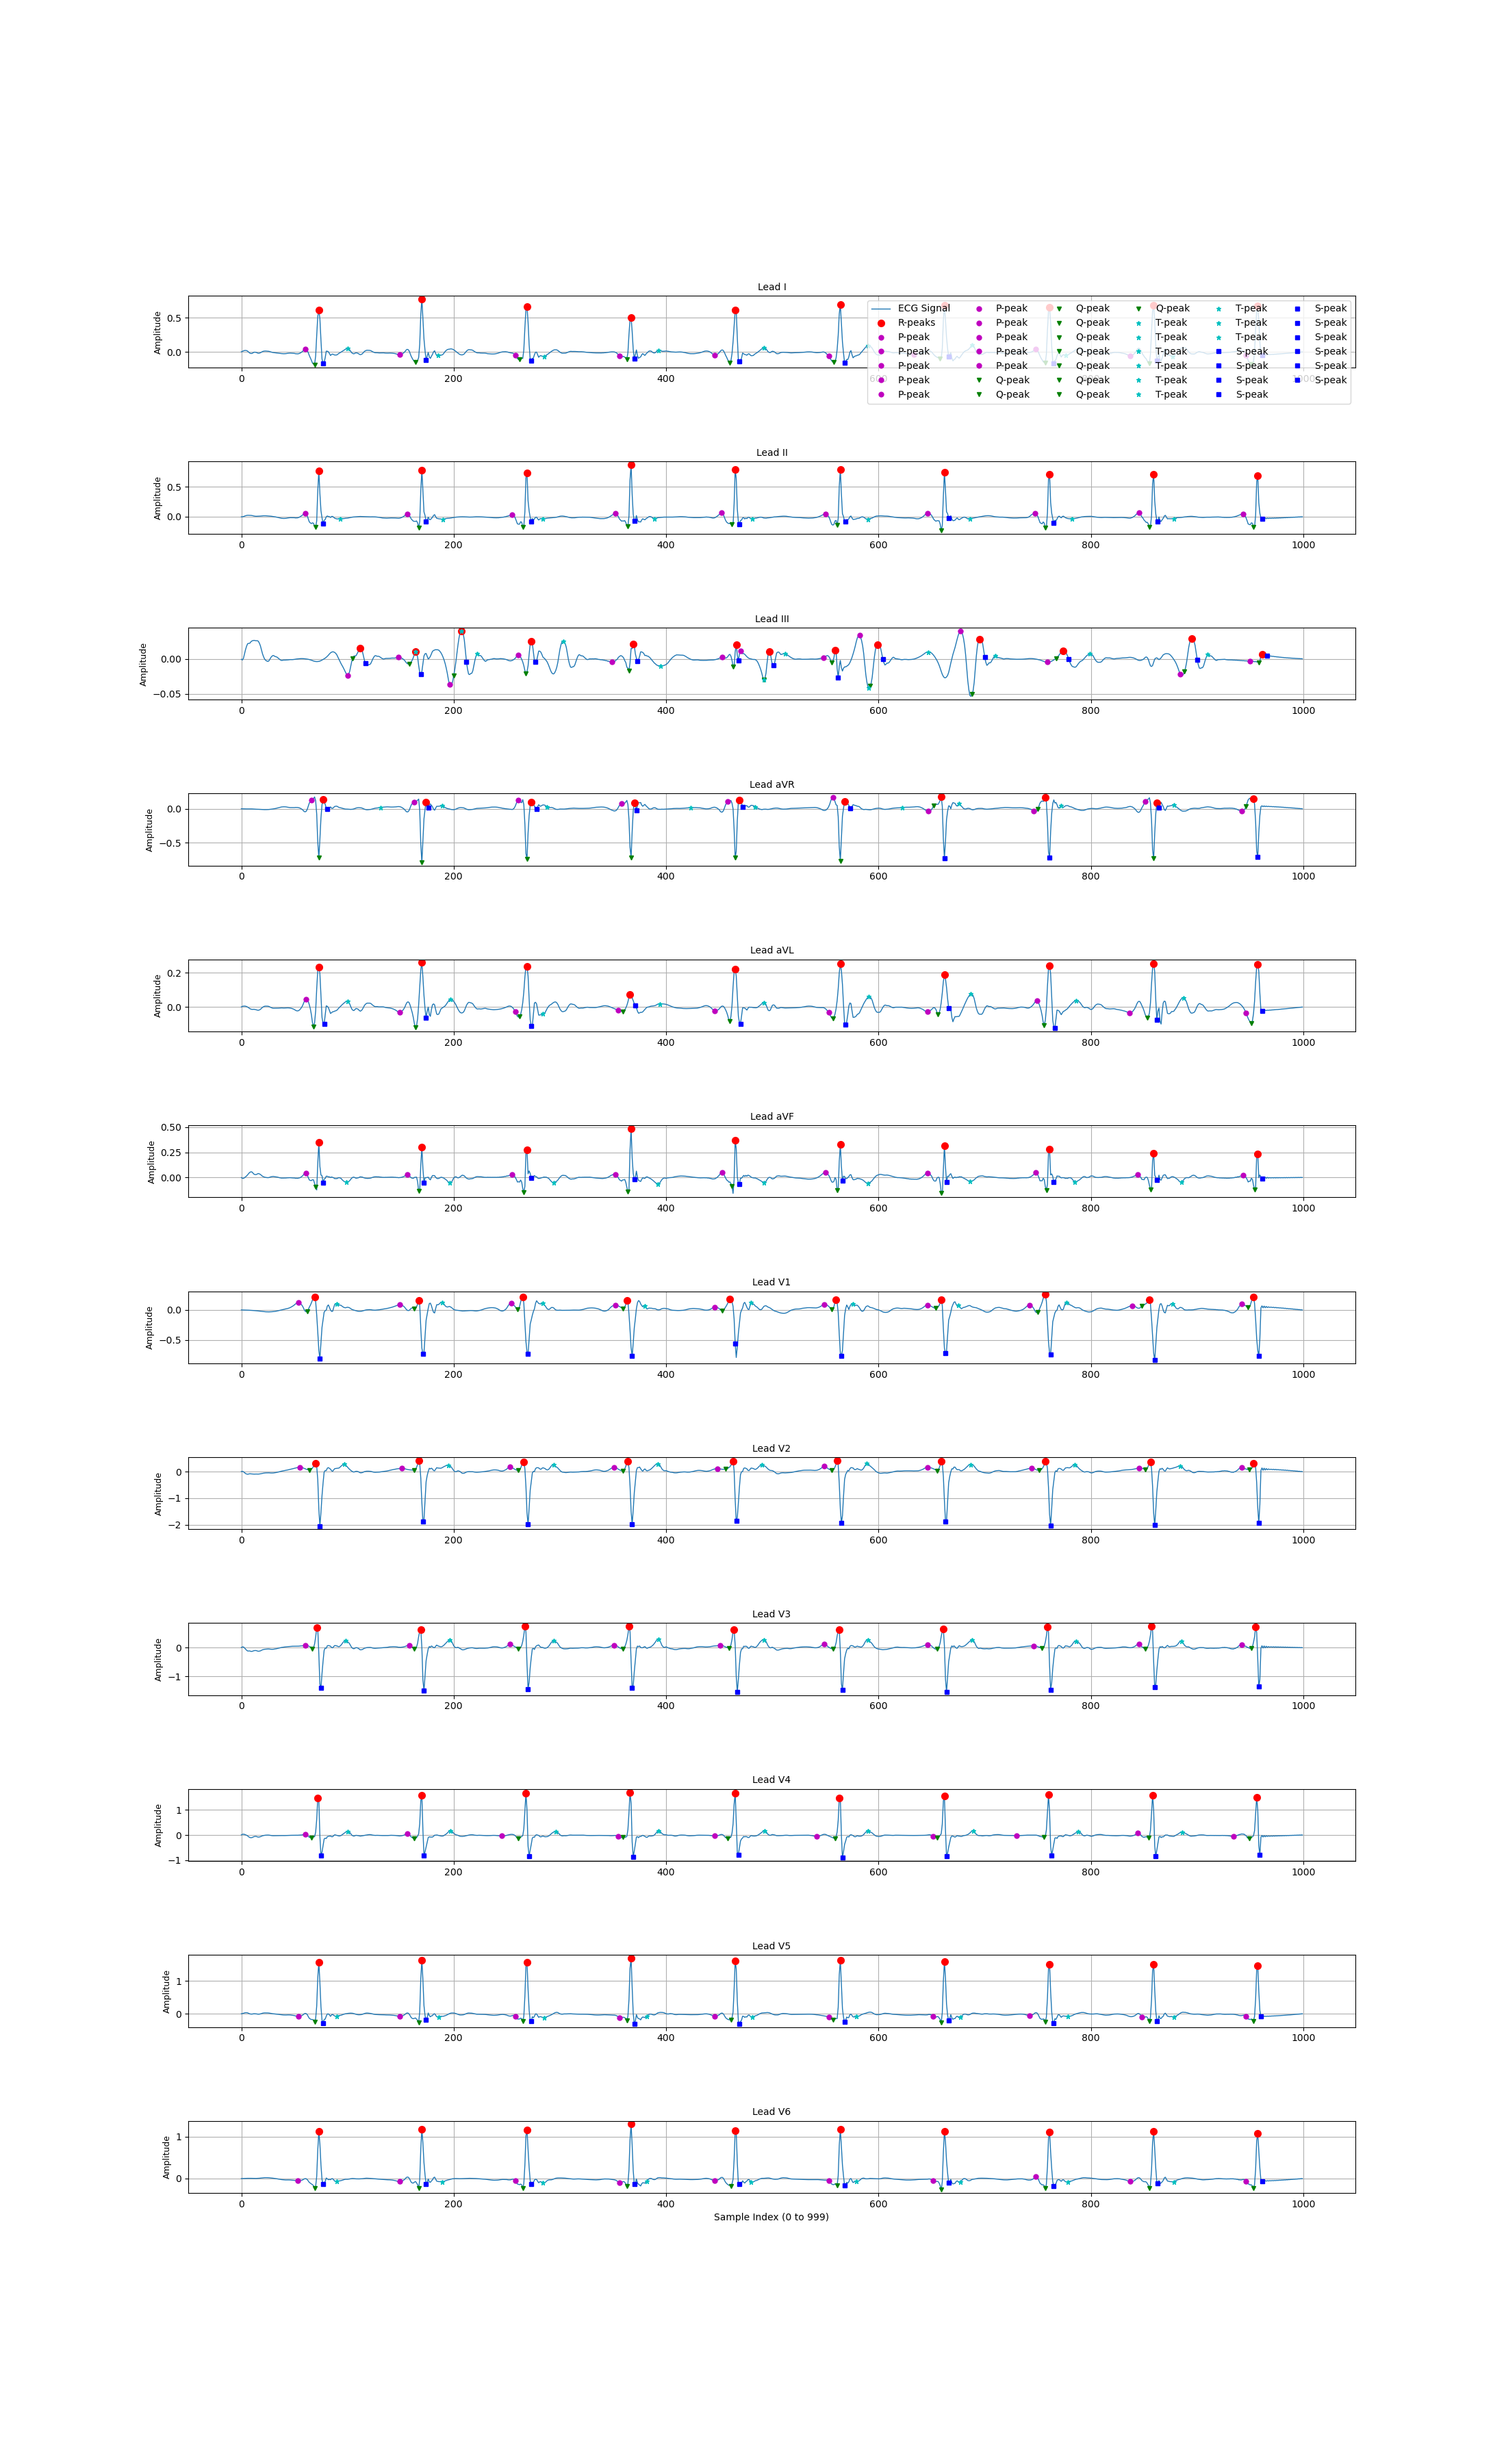 Lead I
Amplitude
0.5
0.0
ECG Signal P-peak Q-peak Q-peak T-peak S-peak
R-peaks P-peak Q-peak T-peak T-peak S-peak
P-peak P-peak Q-peak T-peak T-peak S-peak
P-peak P-peak Q-peak T-peak S-peak S-peak
P-peak P-peak Q-peak T-peak S-peak S-peak
P-peak Q-peak Q-peak T-peak S-peak S-peak
P-peak Q-peak Q-peak T-peak S-peak
0 200 400 600 800 1000
Lead II
Amplitude
0.5
0.0
0 200 400 600 800 1000
Lead III
Amplitude
0.00
−0.05
0 200 400 600 800 1000
Lead aVR
Amplitude
0.0
−0.5
0 200 400 600 800 1000
Lead aVL
Amplitude
0.2
0.0
0 200 400 600 800 1000
Lead aVF
Amplitude
0.50
0.25
0.00
0 200 400 600 800 1000
Lead V1
Amplitude
0.0
−0.5
0 200 400 600 800 1000
Lead V2
Amplitude
0
−1
−2
0 200 400 600 800 1000
Lead V3
Amplitude
0
−1
0 200 400 600 800 1000
Lead V4
Amplitude
1
0
−1
0 200 400 600 800 1000
Lead V5
Amplitude
1
0
0 200 400 600 800 1000
Lead V6
Amplitude
1
0
0 200 400 600 800 1000
Sample Index (0 to 999)